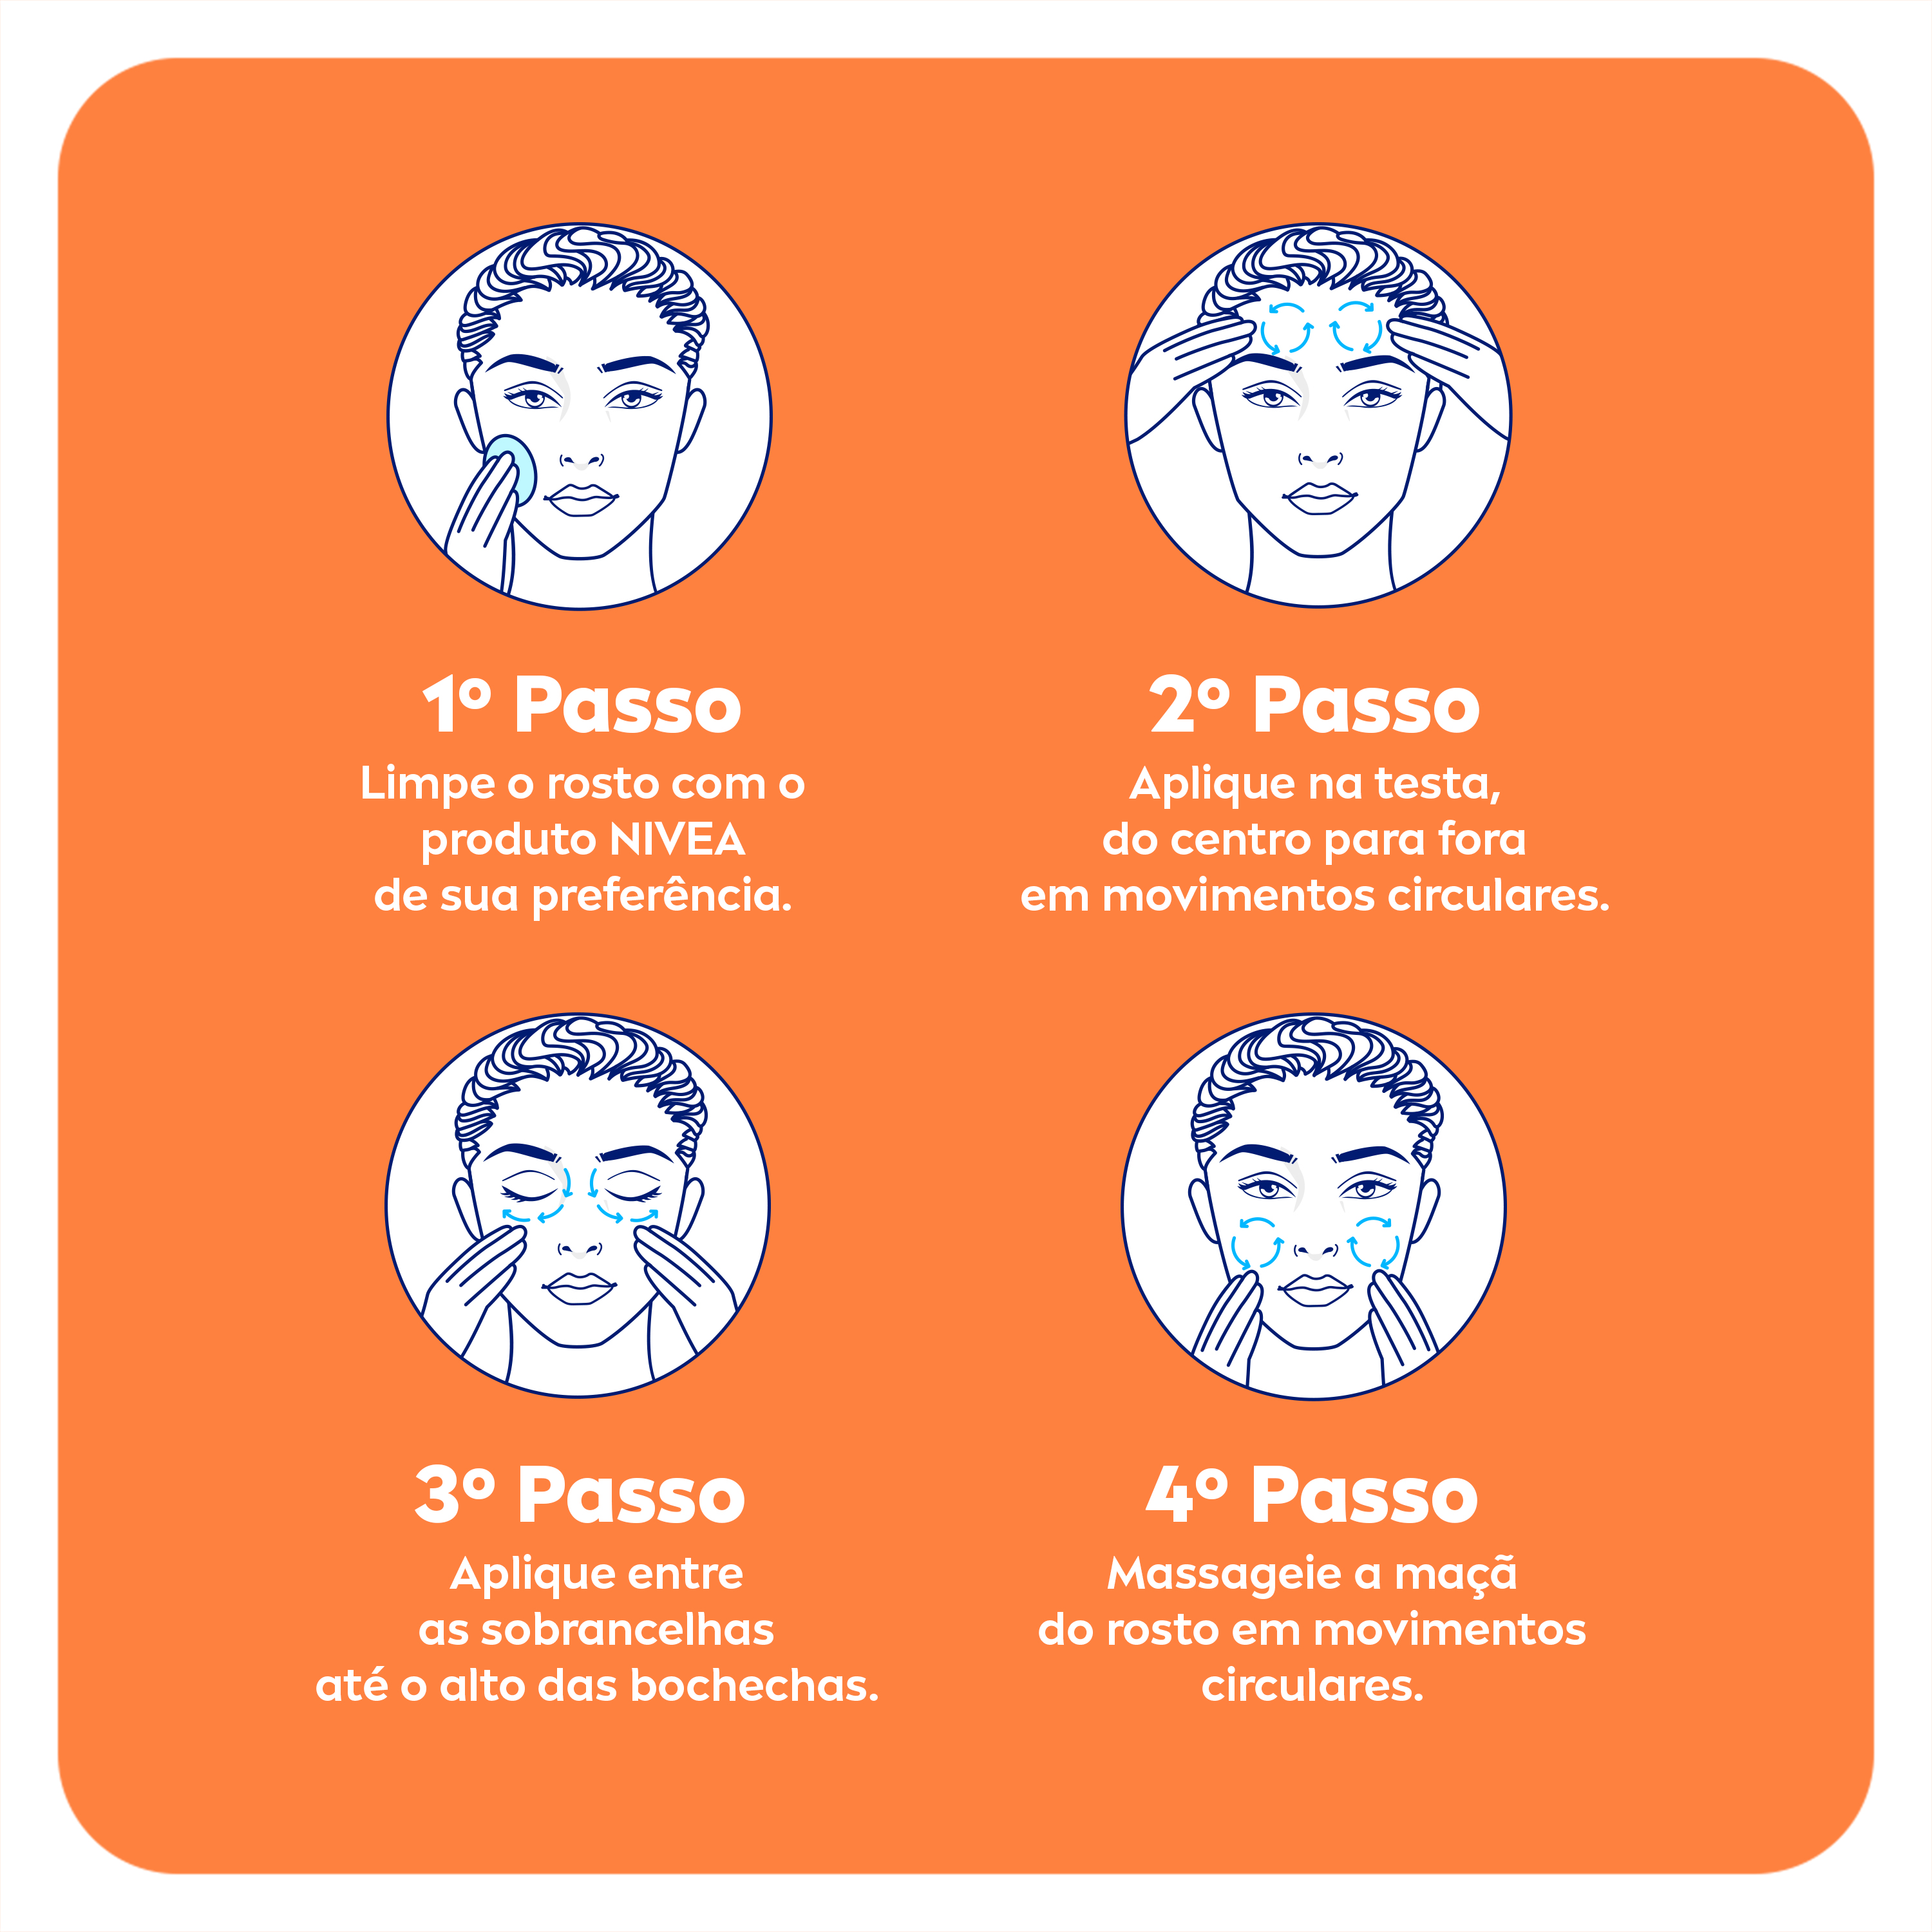 1º Passo
Limpe o rosto com o
produto NIVEA
de sua preferência.
2º Passo
Aplique na testa,
do centro para fora
em movimentos circulares.
3º Passo
Aplique entre
as sobrancelhas
até o alto das bochechas.
4º Passo
Massageie a maçã
do rosto em movimentos
circulares.